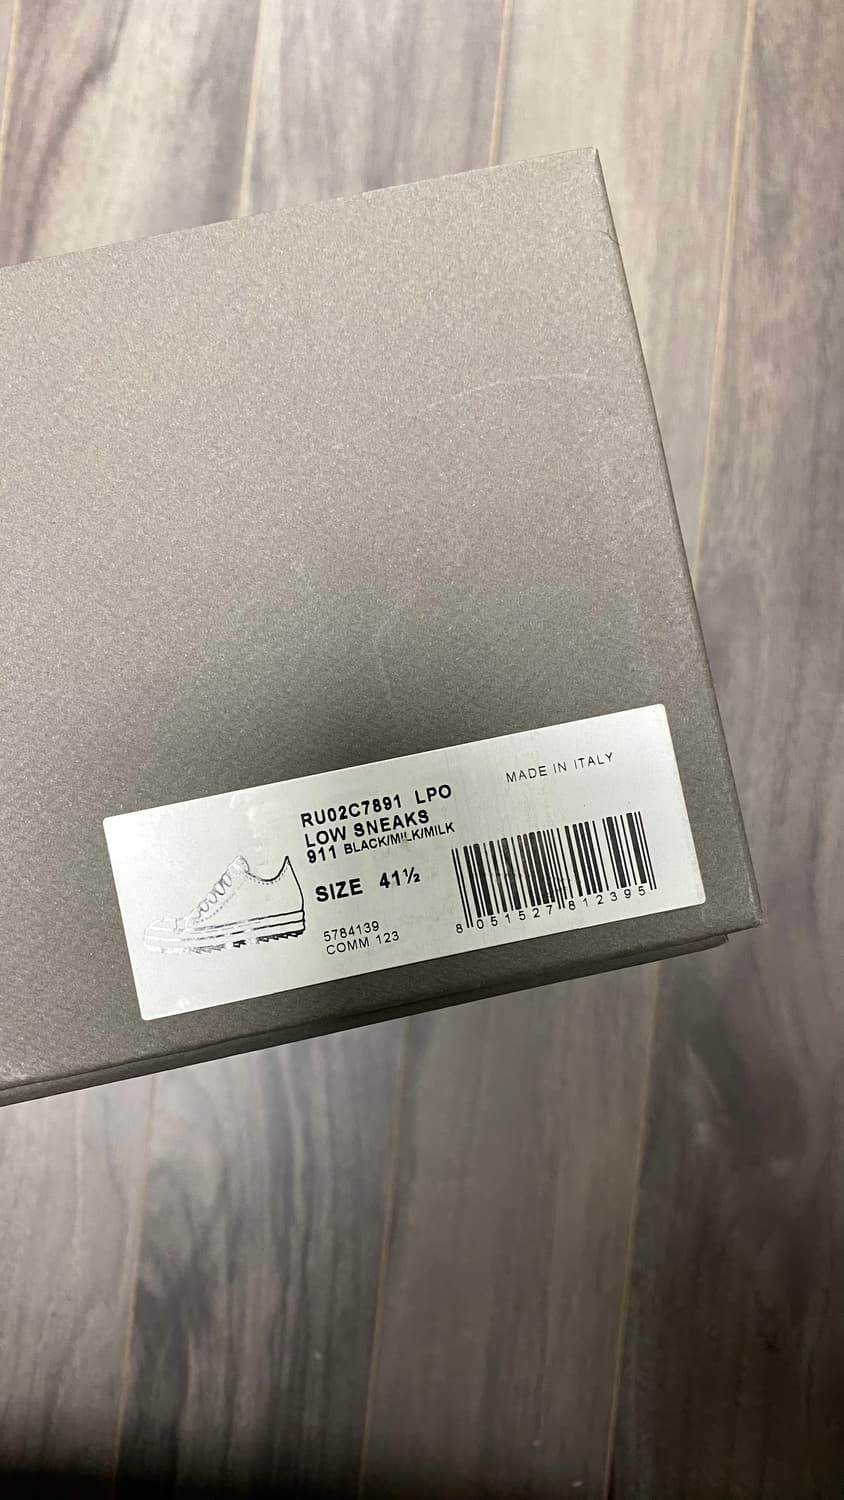 RU02C7891 LPO
LOW SNEAKS
911 BLACK/MILK/MILK
SIZE 41½
5784139
COMM 123
MADE IN ITALY
8 051527 812395